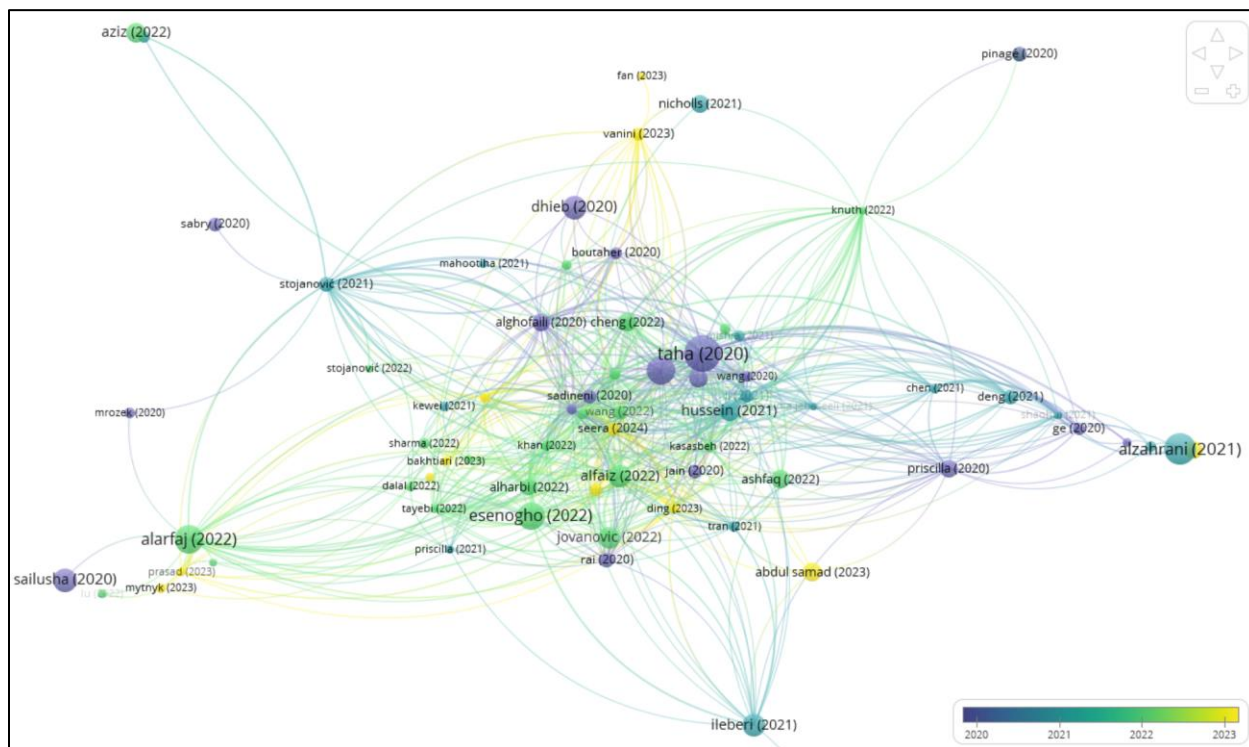 aziz (2022)
pinage (2020)
fan (2023)
nicholls (2021)
vanini (2023)
dhieb (2020)
knuth (2022)
sabry (2020)
boutaher (2020)
mahootiha (2021)
stojanović (2021)
alghofaili (2020)
cheng (2022)
taha (2020)
stojanović (2022)
wang (2020)
chen (2021)
deng (2021)
sadineni (2020)
mrozek (2020)
kewei (2021)
wang (2022)
hussein (2021)
ge (2020)
seera (2024)
sharma (2022)
khan (2022)
kasasbeh (2022)
alzahrani (2021)
bakhtiari (2023)
jain (2020)
priscilla (2020)
dalal (2022)
alharbi (2022)
alfaiz (2022)
ashfaq (2022)
tayebi (2022)
esenogho (2022)
ding (2023)
tran (2021)
alarfaj (2022)
jovanovic (2022)
priscilla (2021)
rai (2020)
prasad (2023)
abdul samad (2023)
sailusha (2020)
mytnyk (2023)
ileberi (2021)
2020 2021 2022 2023